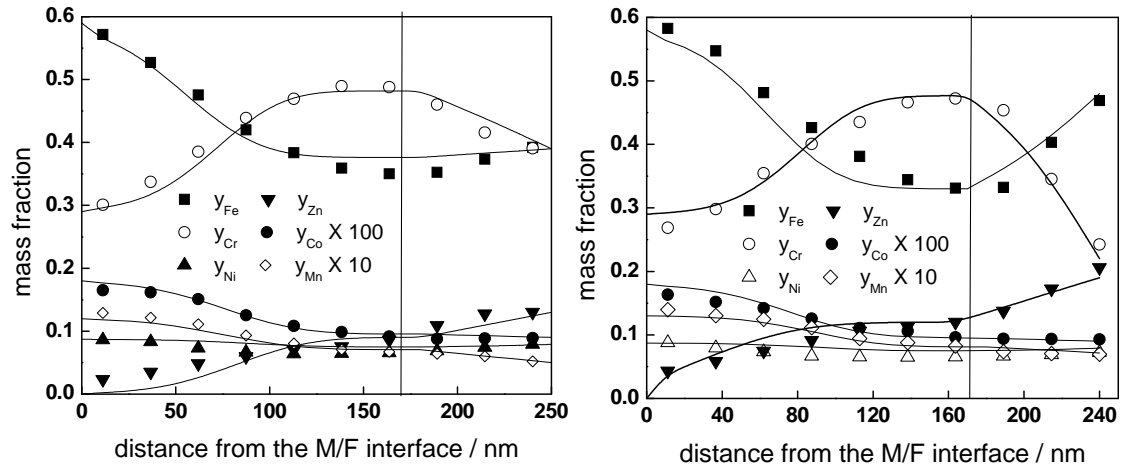 0.6
0.5
0.4
0.3
0.2
0.1
0.0
mass fraction
y_Fe y_Zn
y_Cr y_Co X 100
y_Ni y_Mn X 10
0 50 100 150 200 250
distance from the M/F interface / nm
0.6
0.5
0.4
0.3
0.2
0.1
0.0
mass fraction
y_Fe y_Zn
y_Cr y_Co X 100
y_Ni y_Mn X 10
0 40 80 120 160 200 240
distance from the M/F interface / nm